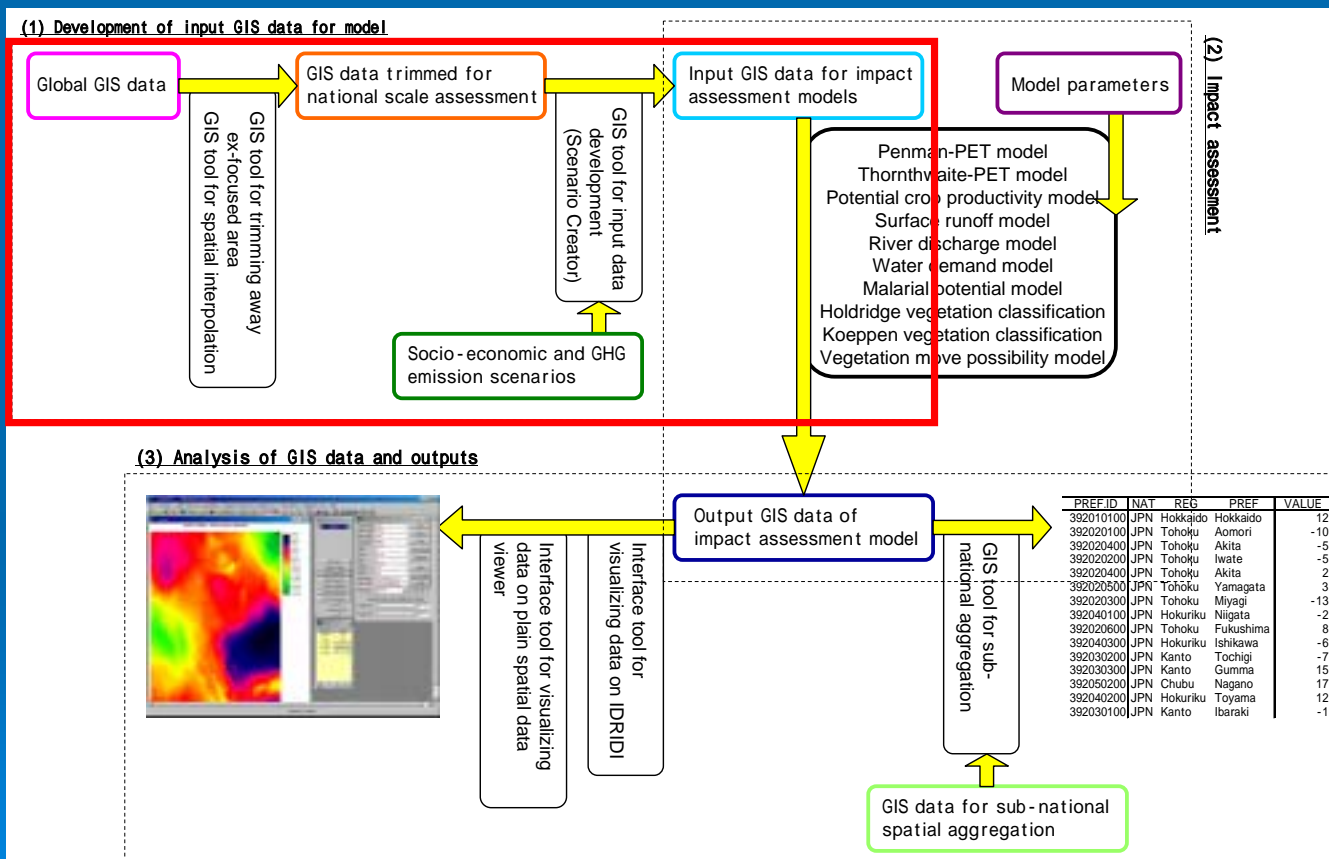 (1) Development of input GIS data for model
Global GIS data
GIS data trimmed for
national scale assessment
Input GIS data for impact
assessment models
Model parameters
(2) Impact assessment
GIS tool for trimming away
ex-focused area
GIS tool for spatial interpolation
GIS tool for input data
development
(Scenario Creator)
Socio-economic and GHG
emission scenarios
Penman-PET model
Thornthwaite-PET model
Potential crop productivity model
Surface runoff model
River discharge model
Water demand model
Malarial potential model
Holdridge vegetation classification
Koeppen vegetation classification
Vegetation move possibility model
(3) Analysis of GIS data and outputs
Output GIS data of
impact assessment model
Interface tool for visualizing
data on plain spatial data
viewer
Interface tool for
visualizing data on IDRIDI
GIS tool for sub-
national aggregation
GIS data for sub-national
spatial aggregation
PREF.ID NAT REG PREF VALUE
392010100 JPN Hokkaido Hokkaido 12
392020100 JPN Tohoku Aomori -10
392020400 JPN Tohoku Akita -5
392020200 JPN Tohoku Iwate -5
392020400 JPN Tohoku Akita 2
392020500 JPN Tohoku Yamagata 3
392020300 JPN Tohoku Miyagi -13
392040100 JPN Hokuriku Niigata -2
392020600 JPN Tohoku Fukushima 8
392040300 JPN Hokuriku Ishikawa -6
392030200 JPN Kanto Tochigi -7
392030300 JPN Kanto Gumma 15
392050200 JPN Chubu Nagano 17
392040200 JPN Hokuriku Toyama 12
392030100 JPN Kanto Ibaraki -1